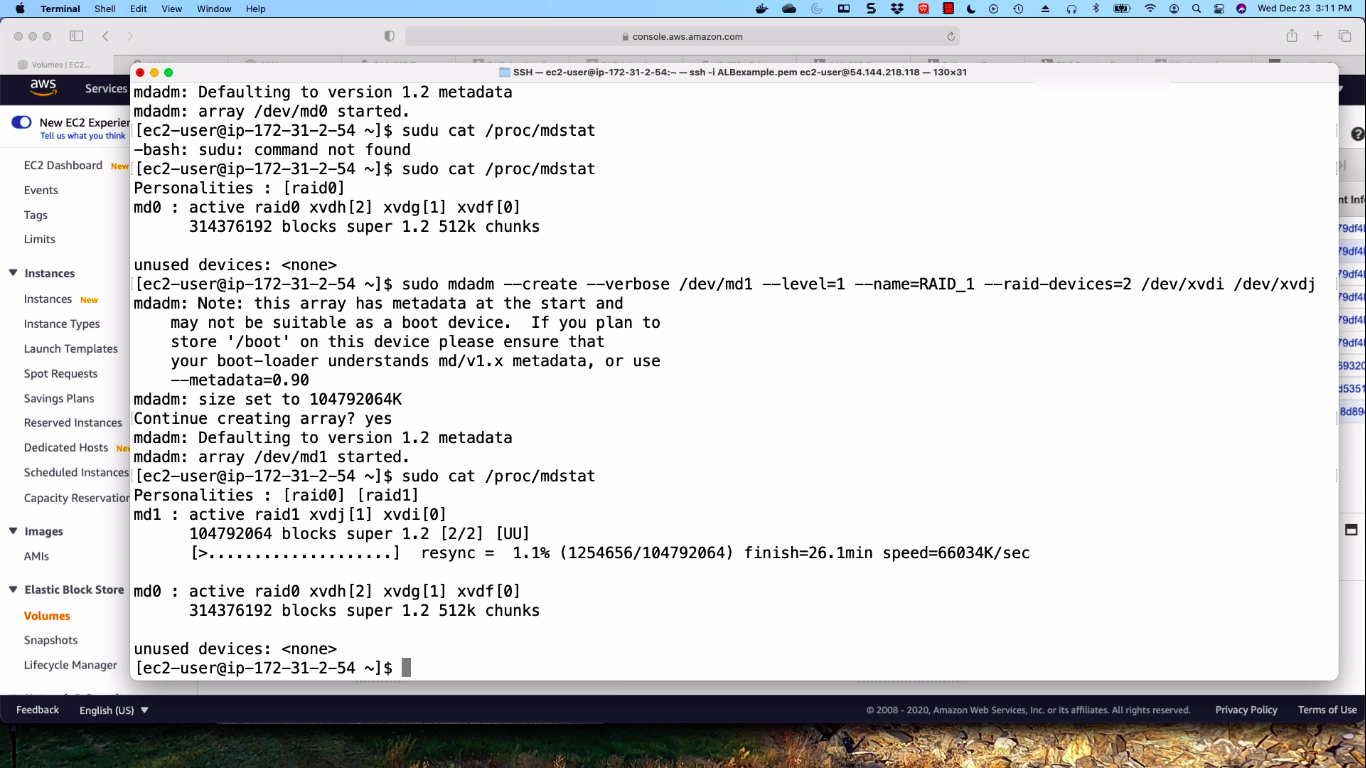 Terminal Shell Edit View Window Help Wed Dec 23 3:11 PM
console.aws.amazon.com
Volumes | EC2...
SSH — ec2-user@ip-172-31-2-54:~ — ssh -i ALBexample.pem ec2-user@54.144.218.118 — 130×31
aws Services
New EC2 Experien
Tell us what you think
EC2 Dashboard New
Events
Tags
Limits
Instances
Instances New
Instance Types
Launch Templates
Spot Requests
Savings Plans
Reserved Instances
Dedicated Hosts Nev
Scheduled Instances
Capacity Reservation
Images
AMIs
Elastic Block Store
Volumes
Snapshots
Lifecycle Manager
mdadm: Defaulting to version 1.2 metadata
mdadm: array /dev/md0 started.
[ec2-user@ip-172-31-2-54 ~]$ sudu cat /proc/mdstat
-bash: sudu: command not found
[ec2-user@ip-172-31-2-54 ~]$ sudo cat /proc/mdstat
Personalities : [raid0]
md0 : active raid0 xvdh[2] xvdg[1] xvdf[0]
314376192 blocks super 1.2 512k chunks
unused devices: <none>
[ec2-user@ip-172-31-2-54 ~]$ sudo mdadm --create --verbose /dev/md1 --level=1 --name=RAID_1 --raid-devices=2 /dev/xvdi /dev/xvdj
mdadm: Note: this array has metadata at the start and
may not be suitable as a boot device.  If you plan to
store '/boot' on this device please ensure that
your boot-loader understands md/v1.x metadata, or use
--metadata=0.90
mdadm: size set to 104792064K
Continue creating array? yes
mdadm: Defaulting to version 1.2 metadata
mdadm: array /dev/md1 started.
[ec2-user@ip-172-31-2-54 ~]$ sudo cat /proc/mdstat
Personalities : [raid0] [raid1]
md1 : active raid1 xvdj[1] xvdi[0]
104792064 blocks super 1.2 [2/2] [UU]
[>....................]  resync =  1.1% (1254656/104792064) finish=26.1min speed=66034K/sec
md0 : active raid0 xvdh[2] xvdg[1] xvdf[0]
314376192 blocks super 1.2 512k chunks
unused devices: <none>
[ec2-user@ip-172-31-2-54 ~]$
nt Info
79df4l
79df4l
79df4l
79df4l
79df4l
69320
d5351
8d89
Feedback English (US) © 2008 - 2020, Amazon Web Services, Inc. or its affiliates. All rights reserved. Privacy Policy Terms of Use